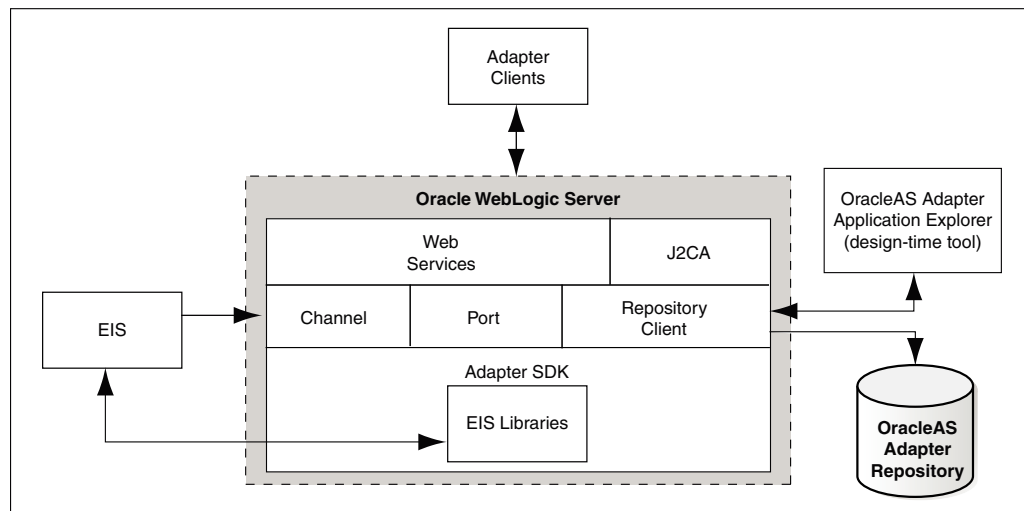 Adapter
Clients
Oracle WebLogic Server
OracleAS Adapter
Application Explorer
(design-time tool)
Web
Services
J2CA
EIS
Channel
Port
Repository
Client
Adapter SDK
EIS Libraries
OracleAS
Adapter
Repository